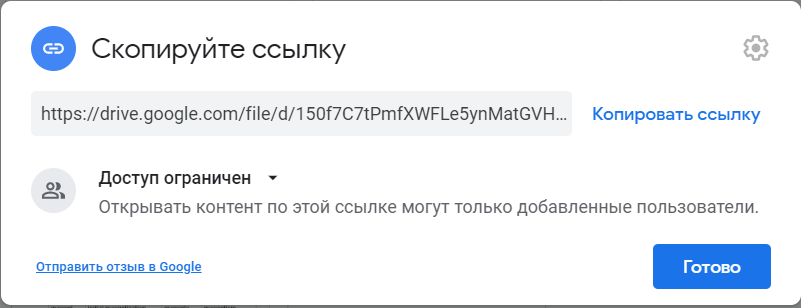 Скопируйте ссылку
https://drive.google.com/file/d/150f7C7tPmfXWFLe5ynMatGVH...
Копировать ссылку
Доступ ограничен
Открывать контент по этой ссылке могут только добавленные пользователи.
Отправить отзыв в Google
Готово